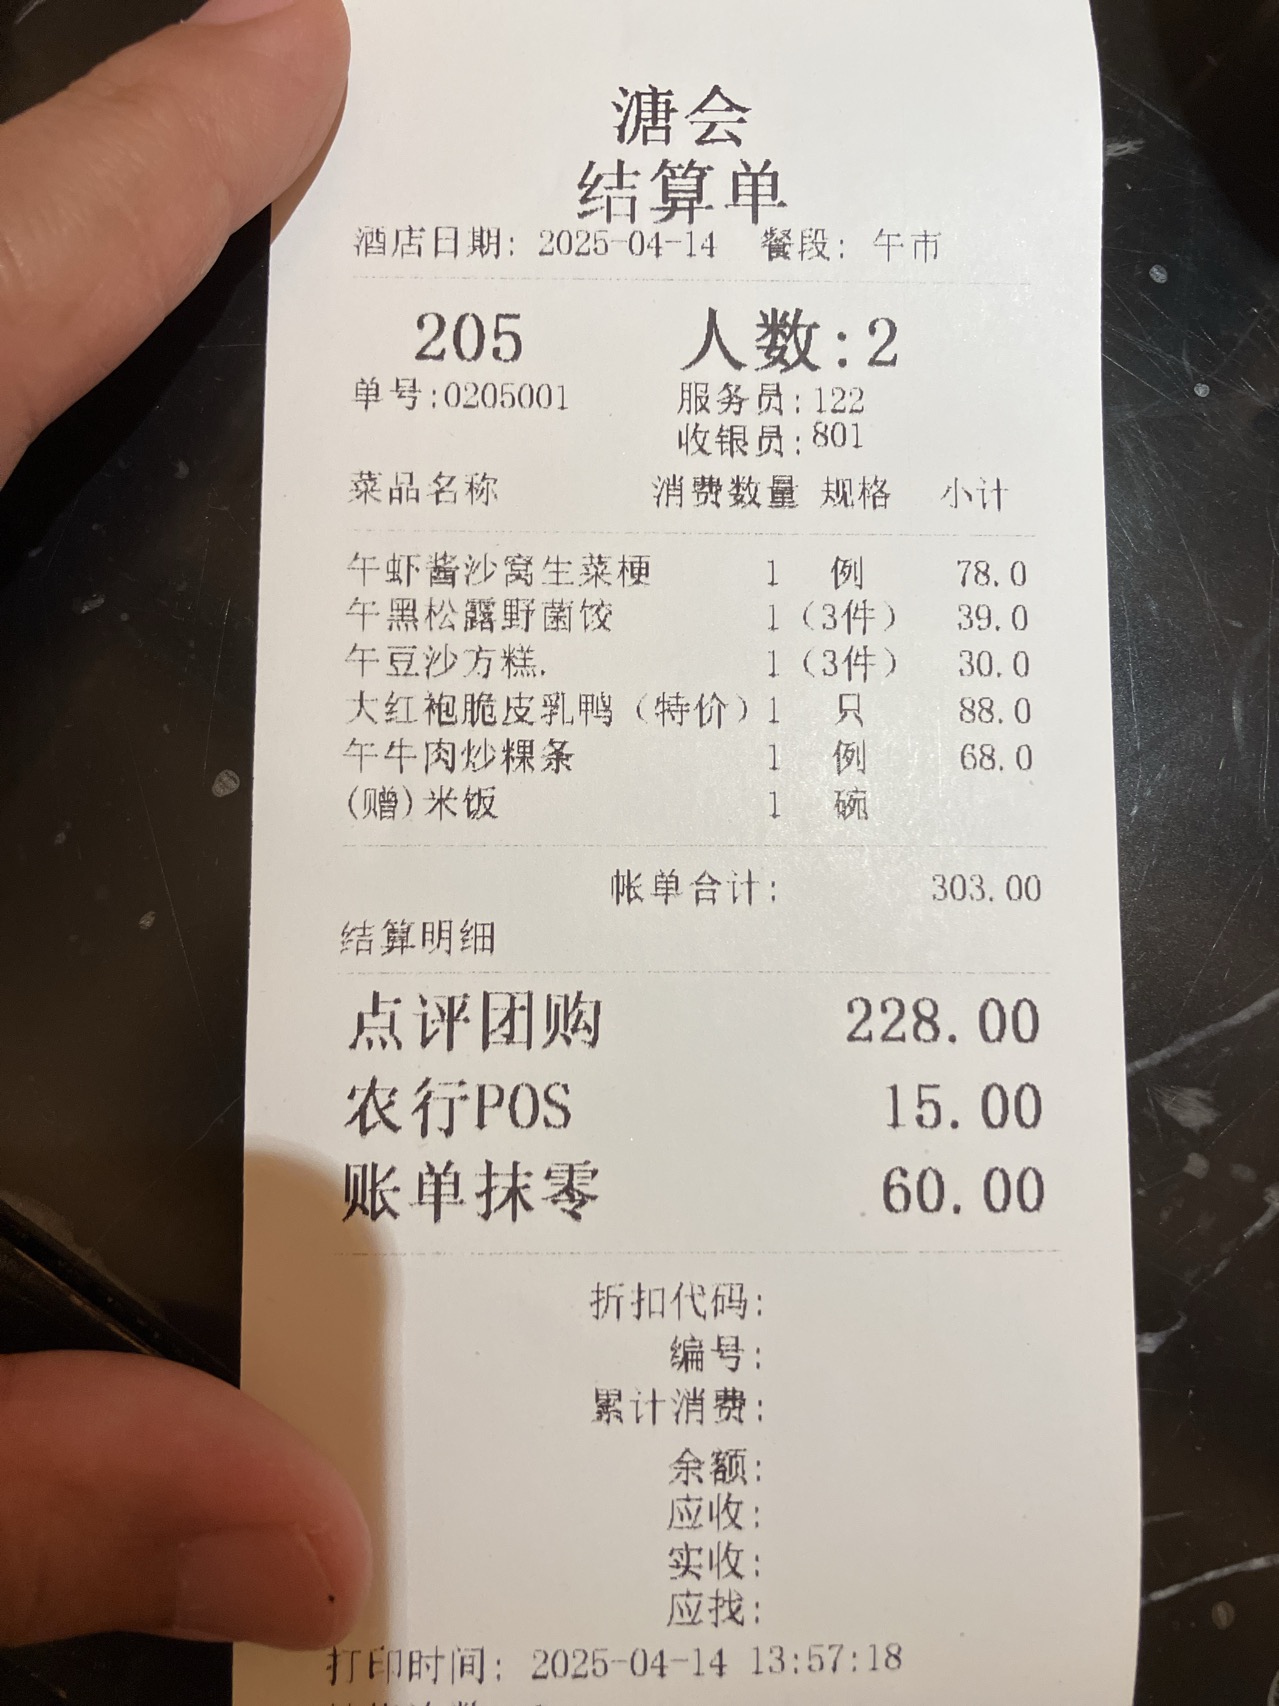 溏会
结算单
酒店日期: 2025-04-14 餐段: 午市
205 人数:2
单号:0205001 服务员:122
收银员:801
菜品名称 消费数量 规格 小计
午虾酱沙窝生菜梗 1 例 78.0
午黑松露野菌饺 1 (3件) 39.0
午豆沙方糕. 1 (3件) 30.0
大红袍脆皮乳鸭（特价）1 只 88.0
午牛肉炒粿条 1 例 68.0
(赠)米饭 1 碗
帐单合计: 303.00
结算明细
点评团购 228.00
农行POS 15.00
账单抹零 60.00
折扣代码:
编号:
累计消费:
余额:
应收:
实收:
应找:
打印时间: 2025-04-14 13:57:18